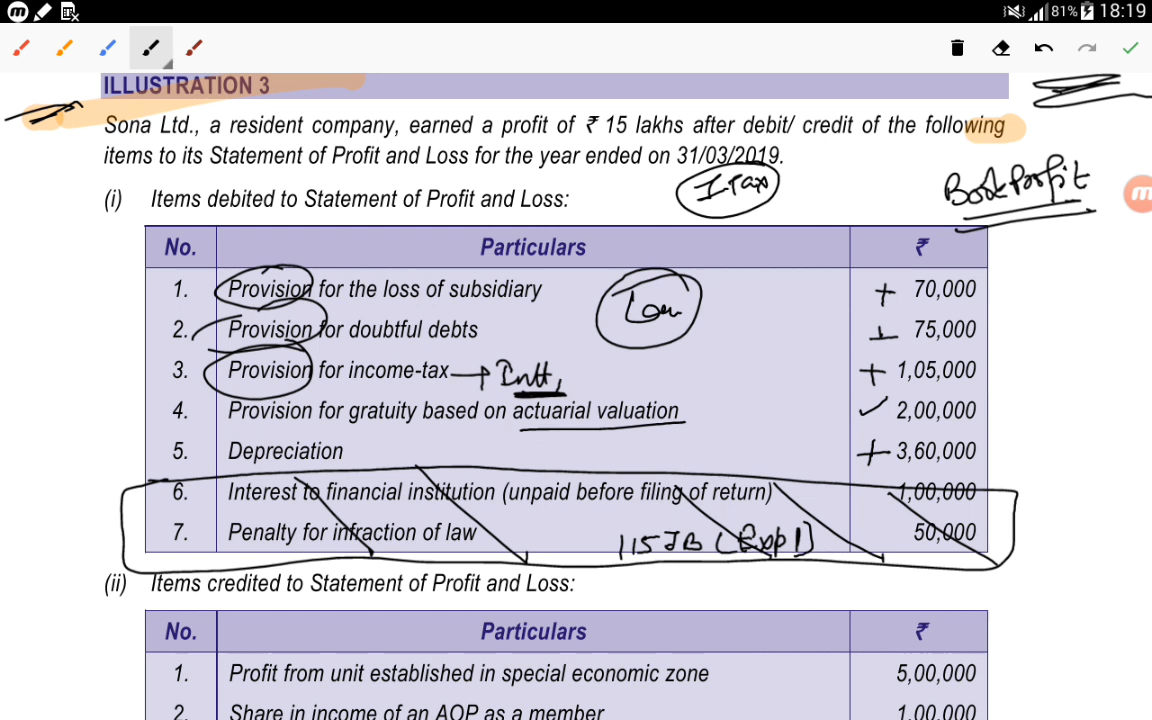 81% 18:19
ILLUSTRATION 3
Sona Ltd., a resident company, earned a profit of ₹ 15 lakhs after debit/ credit of the following
items to its Statement of Profit and Loss for the year ended on 31/03/2019.
I Tax
Book Profit
(i) Items debited to Statement of Profit and Loss:
No. Particulars ₹
1. Provision for the loss of subsidiary + 70,000
2. Provision for doubtful debts + 75,000
3. Provision for income-tax + 1,05,000
4. Provision for gratuity based on actuarial valuation ✓ 2,00,000
5. Depreciation + 3,60,000
6. Interest to financial institution (unpaid before filing of return) 1,00,000
7. Penalty for infraction of law 50,000
115JB (Exp 1)
(ii) Items credited to Statement of Profit and Loss:
No. Particulars ₹
1. Profit from unit established in special economic zone 5,00,000
2. Share in income of an AOP as a member 1,00,000